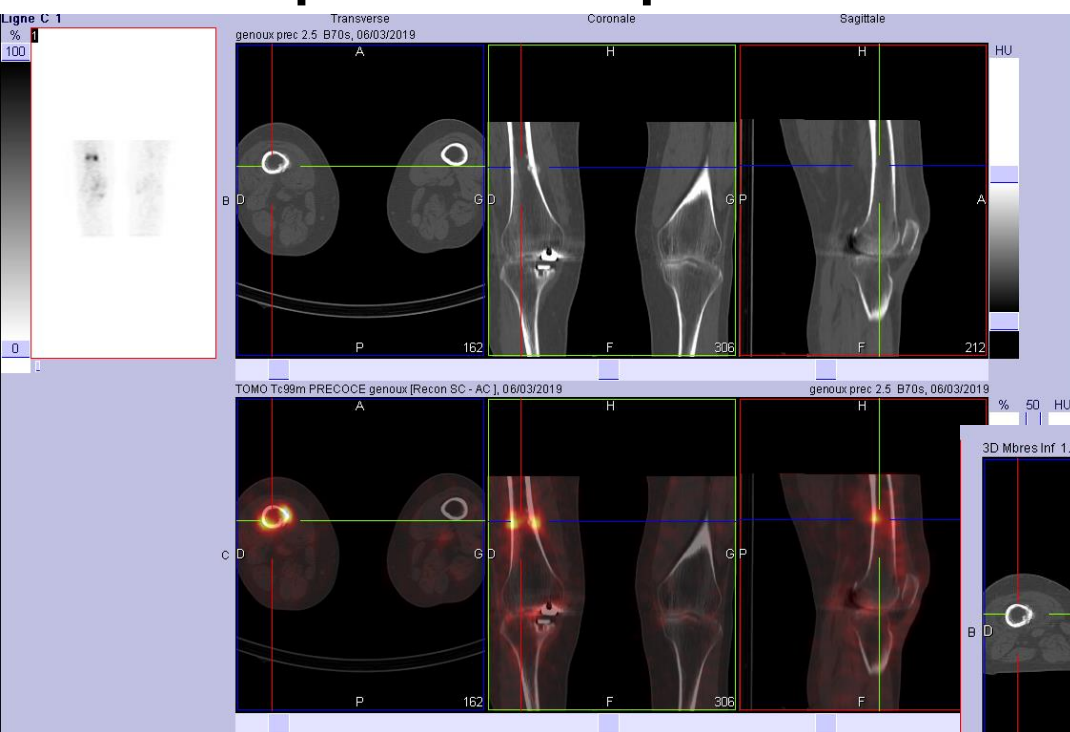 Ligne C 1
Transverse
Coronale
Sagittale
%
1
genoux prec 2.5 B70s, 06/03/2019
100
A
H
H
HU
B
D
G
D
G
P
A
0
P
162
F
306
F
212
TOMO Tc99m PRECOCE genoux [Recon SC - AC ], 06/03/2019
genoux prec 2.5 B70s, 06/03/2019
A
H
H
% 50 HU
3D Mbres Inf 1.
C
D
G
D
G
P
B
D
P
162
F
306
F